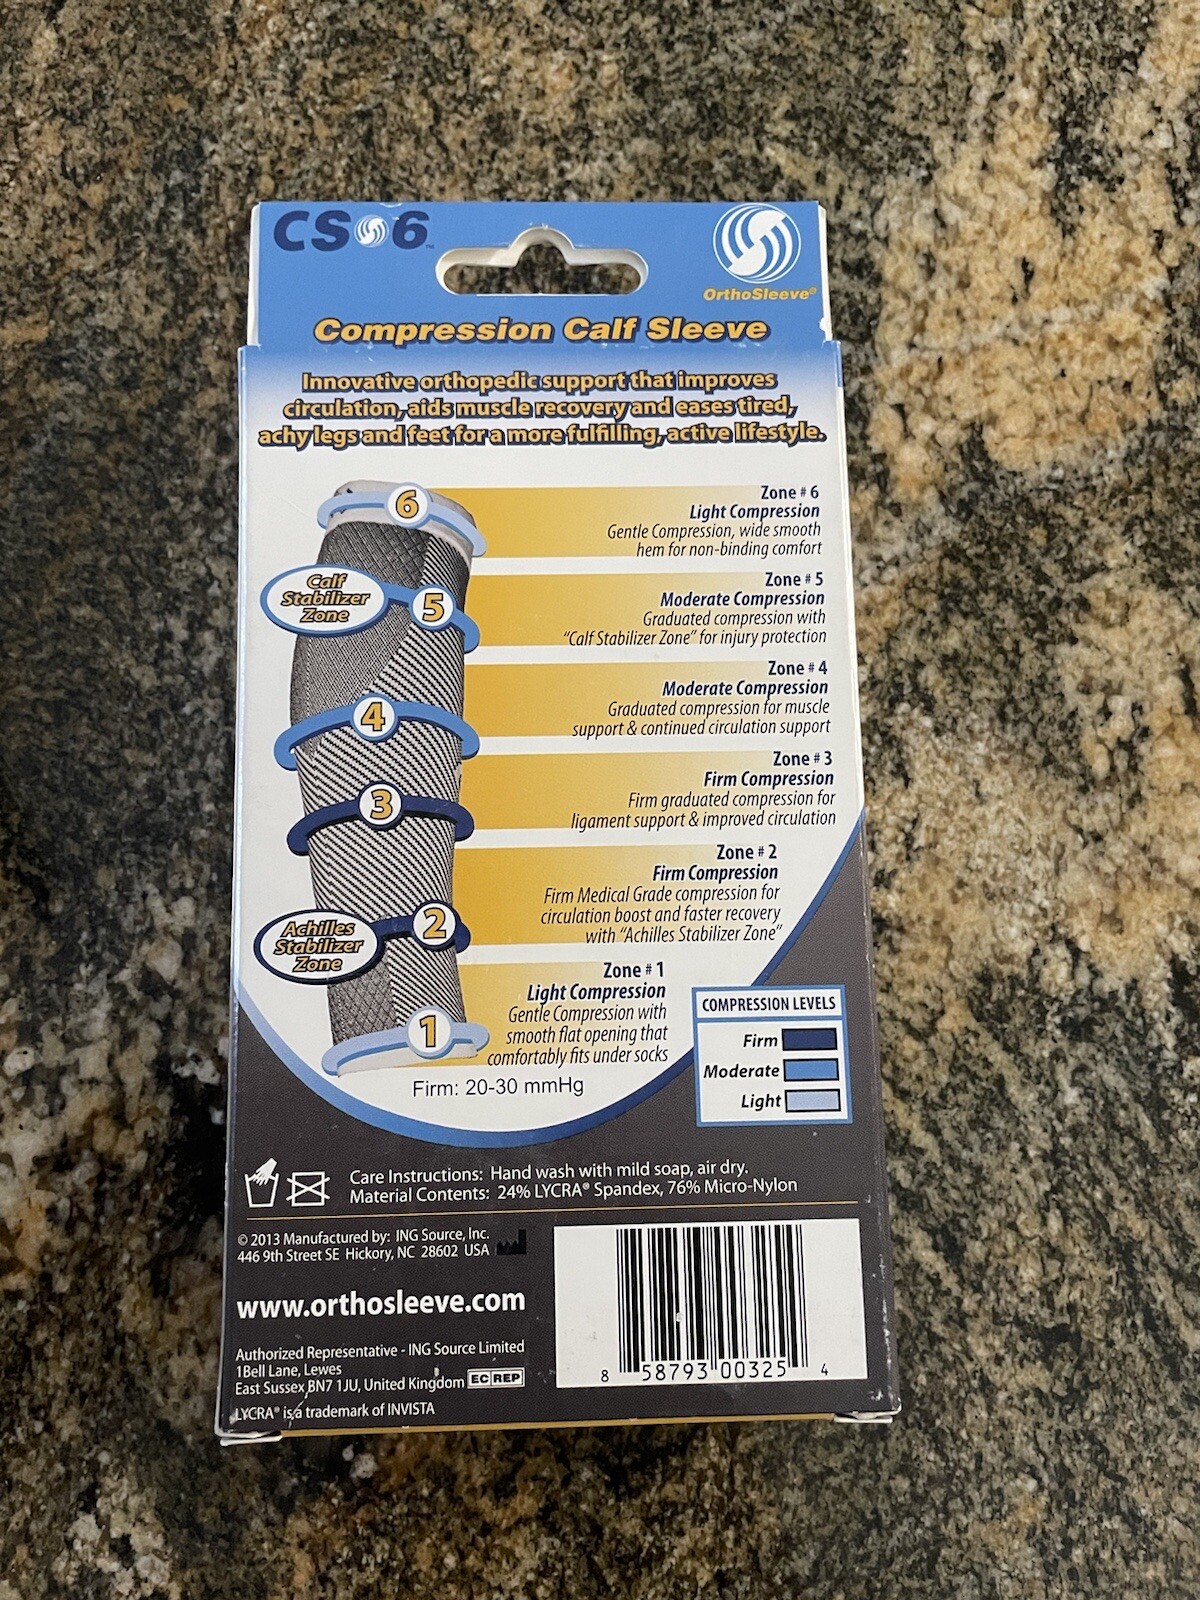 CS 6™
OrthoSleeve®
Compression Calf Sleeve
Innovative orthopedic support that improves
circulation, aids muscle recovery and eases tired,
achy legs and feet for a more fulfilling, active lifestyle.
6
Zone # 6
Light Compression
Gentle Compression, wide smooth
hem for non-binding comfort
Calf
Stabilizer
Zone
5
Zone # 5
Moderate Compression
Graduated compression with
“Calf Stabilizer Zone” for injury protection
4
Zone # 4
Moderate Compression
Graduated compression for muscle
support & continued circulation support
3
Zone # 3
Firm Compression
Firm graduated compression for
ligament support & improved circulation
Achilles
Stabilizer
Zone
2
Zone # 2
Firm Compression
Firm Medical Grade compression for
circulation boost and faster recovery
with “Achilles Stabilizer Zone”
1
Zone # 1
Light Compression
Gentle Compression with
smooth flat opening that
comfortably fits under socks
Firm: 20-30 mmHg
COMPRESSION LEVELS
Firm
Moderate
Light
Care Instructions: Hand wash with mild soap, air dry.
Material Contents: 24% LYCRA® Spandex, 76% Micro-Nylon
© 2013 Manufactured by: ING Source, Inc.
446 9th Street SE Hickory, NC 28602 USA
www.orthosleeve.com
Authorized Representative - ING Source Limited
1Bell Lane, Lewes
East Sussex BN7 1JU, United Kingdom EC REP
LYCRA® is a trademark of INVISTA
8 58793 00325 4